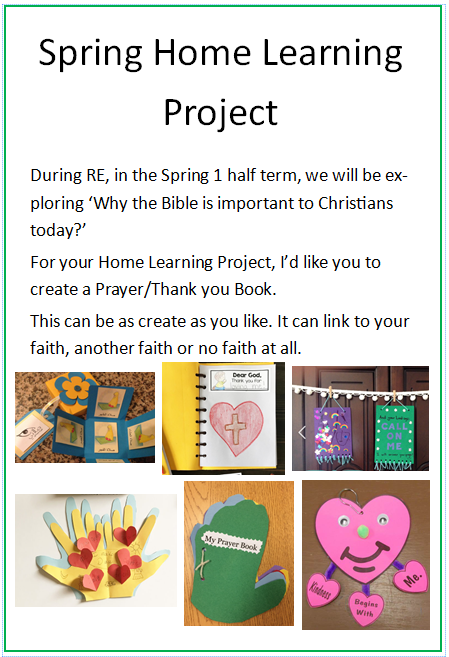 Spring Home Learning
Project
During RE, in the Spring 1 half term, we will be ex-
ploring ‘Why the Bible is important to Christians
today?’
For your Home Learning Project, I’d like you to
create a Prayer/Thank you Book.
This can be as create as you like. It can link to your
faith, another faith or no faith at all.
Dear God,
Thank you for
CALL
ON
ME
My Prayer Book
Kindness
Begins
With
Me.